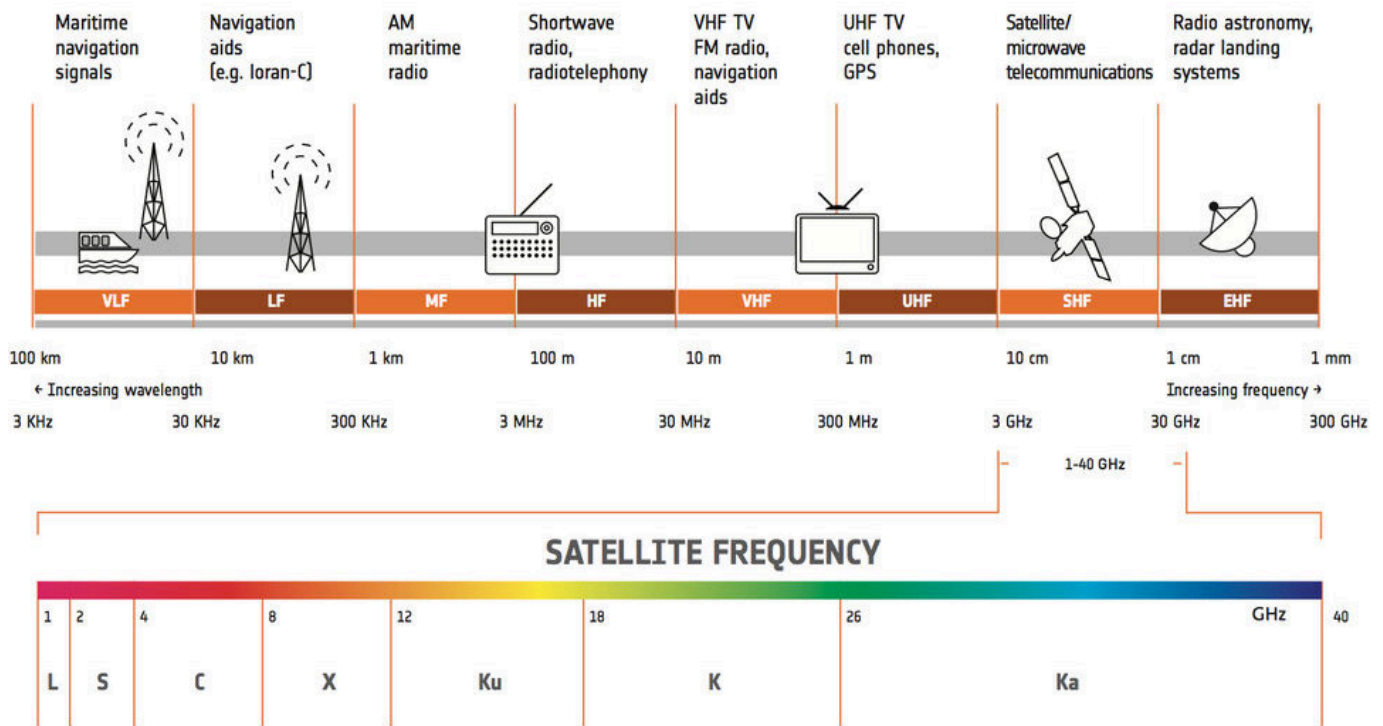 Maritime
navigation
signals
Navigation
aids
(e.g. loran-C)
AM
maritime
radio
Shortwave
radio,
radiotelephony
VHF TV
FM radio,
navigation
aids
UHF TV
cell phones,
GPS
Satellite/
microwave
telecommunications
Radio astronomy,
radar landing
systems
VLF LF MF HF VHF UHF SHF EHF
100 km 10 km 1 km 100 m 10 m 1 m 10 cm 1 cm 1 mm
← Increasing wavelength Increasing frequency →
3 KHz 30 KHz 300 KHz 3 MHz 30 MHz 300 MHz 3 GHz 30 GHz 300 GHz
1-40 GHz
SATELLITE FREQUENCY
1 2 4 8 12 18 26 GHz 40
L S C X Ku K Ka